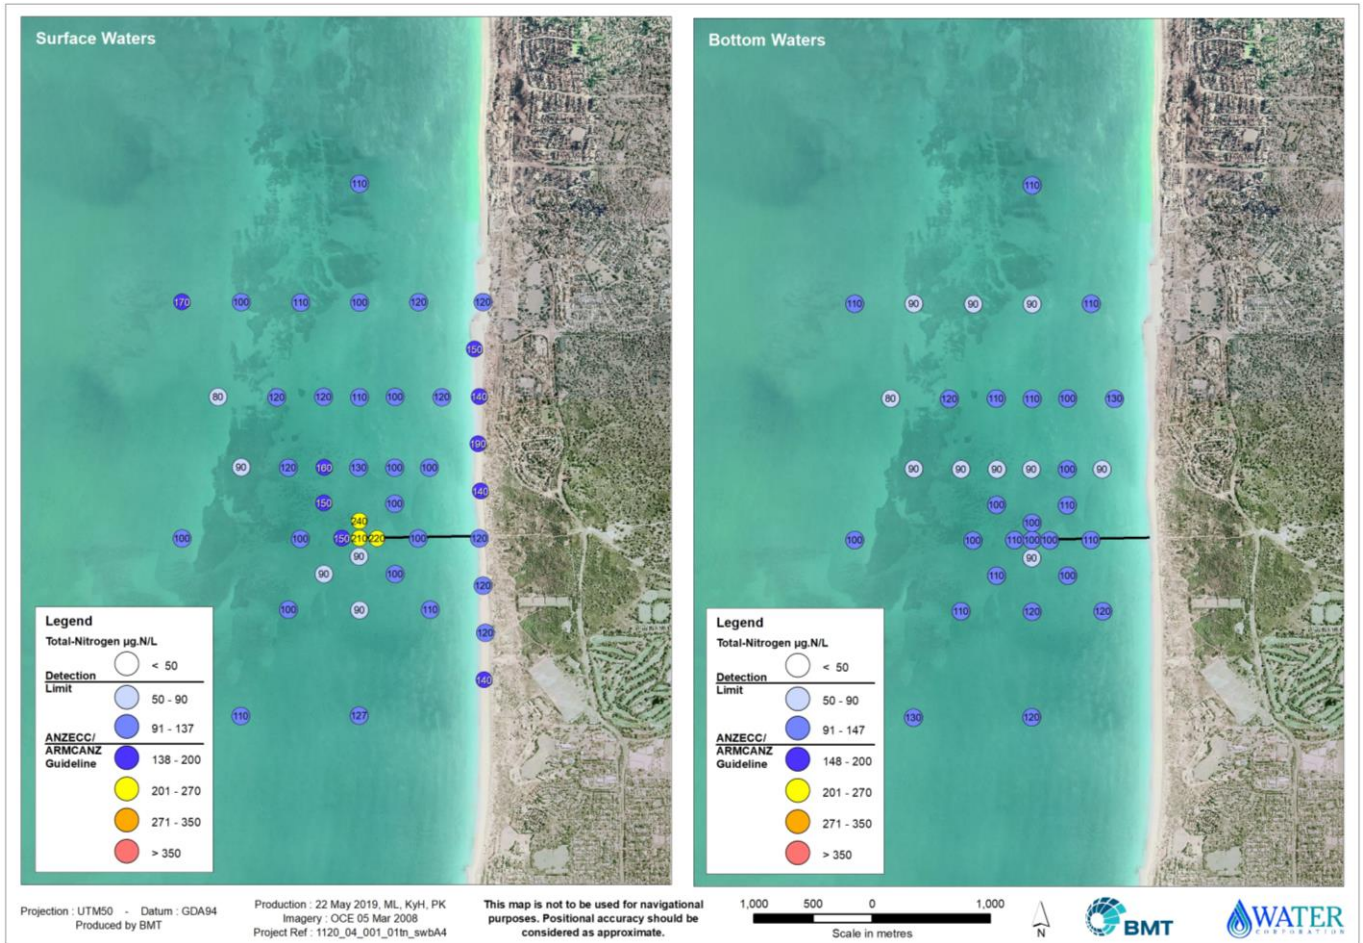 Surface Waters
110
170 100 110 100 120 120
150
80 120 120 110 100 120 140
190
90 120 160 130 100 100
140
150 100
240
100 100 150 210 220 100 120
90
90 100
120
100 90 110
120
140
110 127
Legend
Total-Nitrogen µg.N/L
< 50
Detection
Limit
50 - 90
91 - 137
ANZECC/
ARMCANZ
Guideline
138 - 200
201 - 270
271 - 350
> 350
Bottom Waters
110
110 90 90 90 110
80 120 110 110 100 130
90 90 90 90 100 90
100 110
100
100 100 110 100 100 110
90
110 100
110 120 120
130 120
Legend
Total-Nitrogen µg.N/L
< 50
Detection
Limit
50 - 90
91 - 147
ANZECC/
ARMCANZ
Guideline
148 - 200
201 - 270
271 - 350
> 350
Projection : UTM50 - Datum : GDA94
Produced by BMT
Production : 22 May 2019, ML, KyH, PK
Imagery : OCE 05 Mar 2008
Project Ref : 1120_04_001_01tn_swbA4
This map is not to be used for navigational
purposes. Positional accuracy should be
considered as approximate.
1,000 500 0 1,000
Scale in metres
N
BMT
WATER
CORPORATION